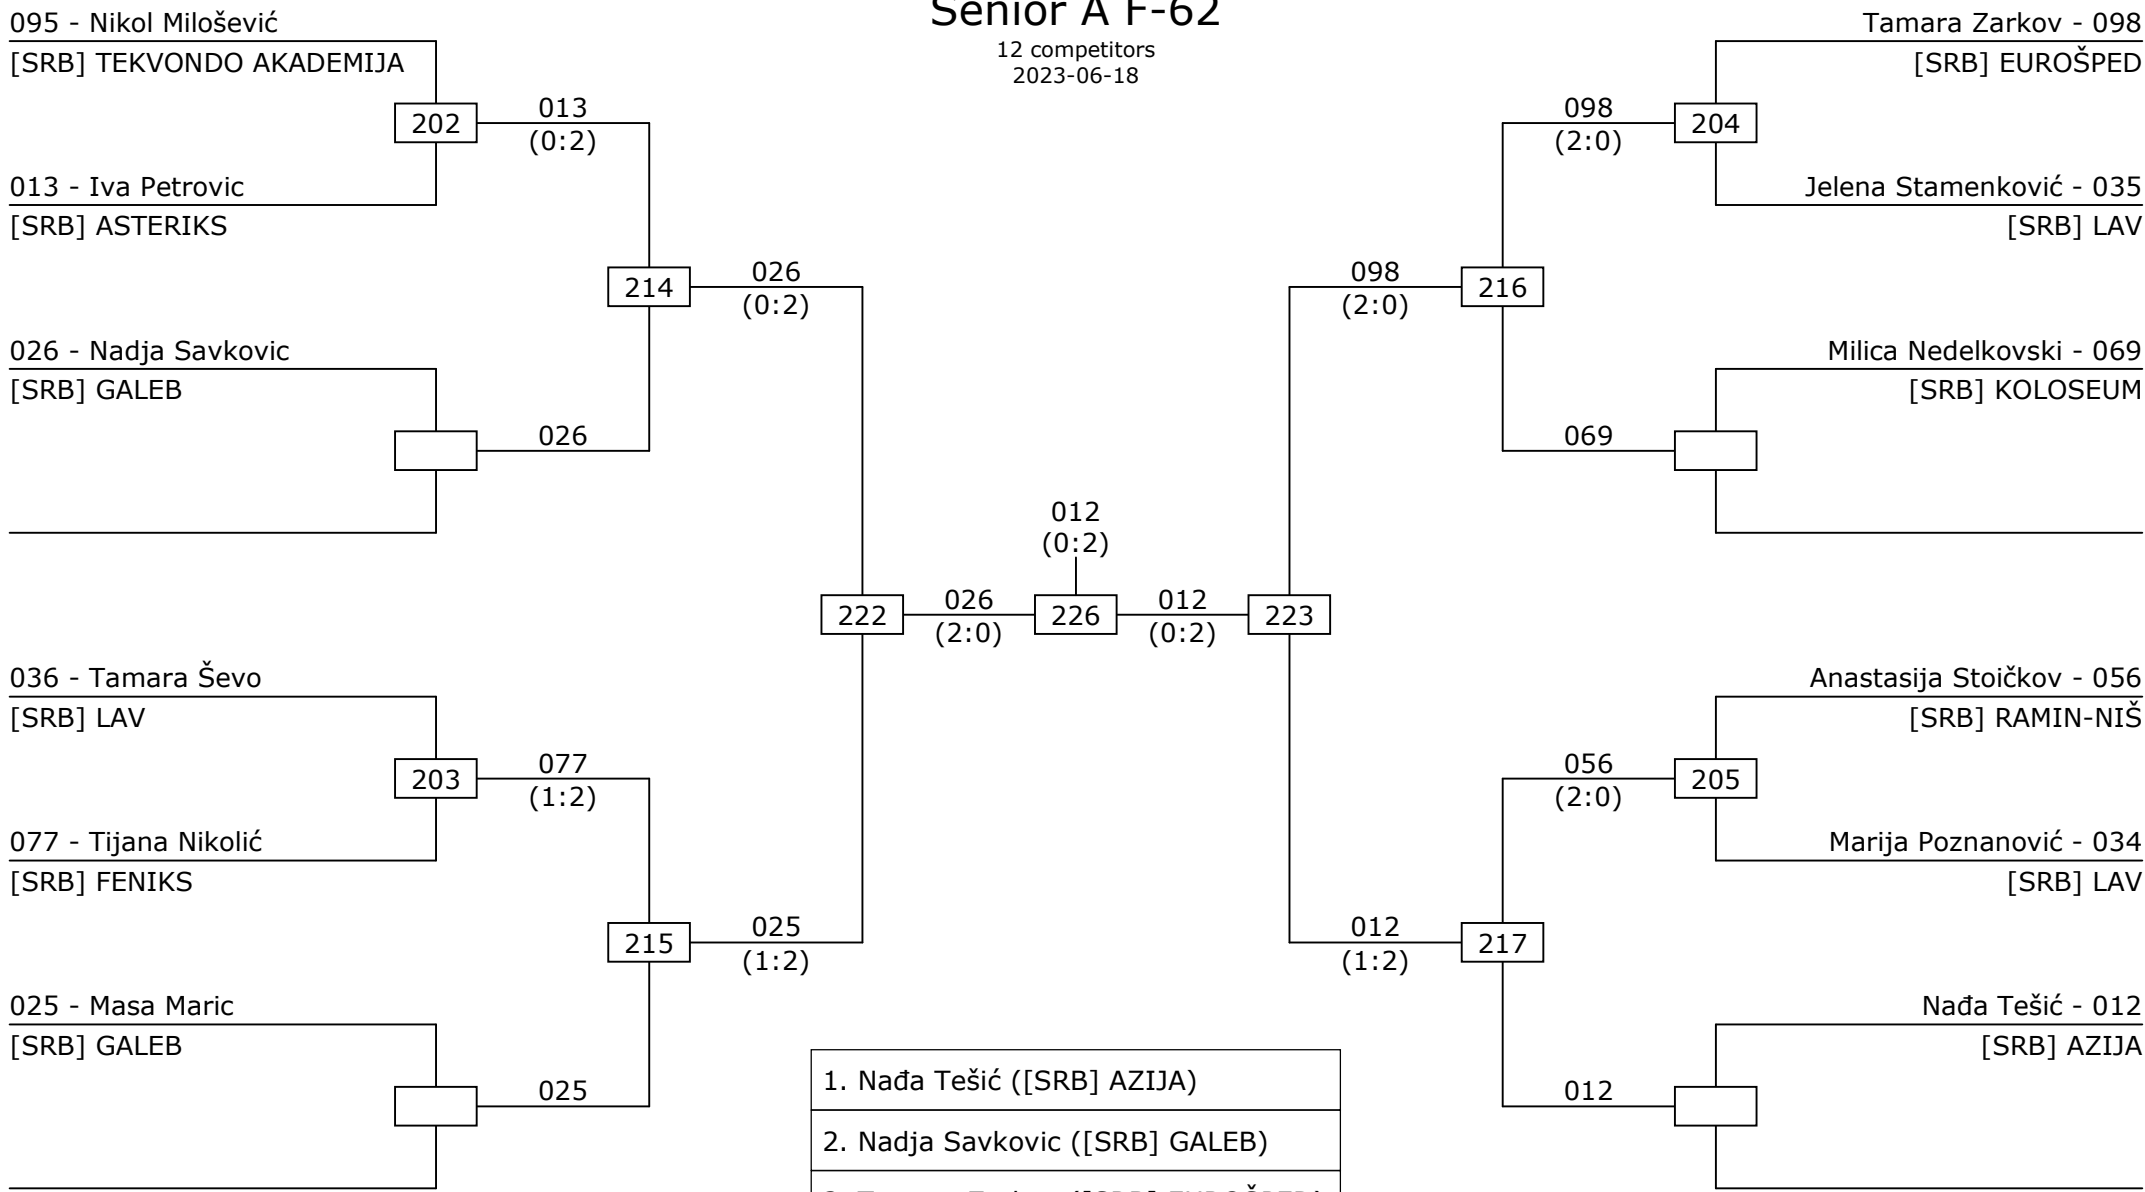 Senior A F-62
12 competitors
2023-06-18
095 - Nikol Milošević
[SRB] TEKVONDO AKADEMIJA
202
013
(0:2)
013 - Iva Petrovic
[SRB] ASTERIKS
214
026
(0:2)
026 - Nadja Savkovic
[SRB] GALEB
026
036 - Tamara Ševo
[SRB] LAV
203
077
(1:2)
077 - Tijana Nikolić
[SRB] FENIKS
215
025
(1:2)
025 - Masa Maric
[SRB] GALEB
025
222
026
(2:0)
012
(0:2)
226
012
(0:2)
223
Tamara Zarkov - 098
[SRB] EUROŠPED
098
(2:0)
204
Jelena Stamenković - 035
[SRB] LAV
098
(2:0)
216
Milica Nedelkovski - 069
[SRB] KOLOSEUM
069
Anastasija Stoičkov - 056
[SRB] RAMIN-NIŠ
056
(2:0)
205
Marija Poznanović - 034
[SRB] LAV
012
(1:2)
217
Nađa Tešić - 012
[SRB] AZIJA
012
1. Nađa Tešić ([SRB] AZIJA)
2. Nadja Savkovic ([SRB] GALEB)